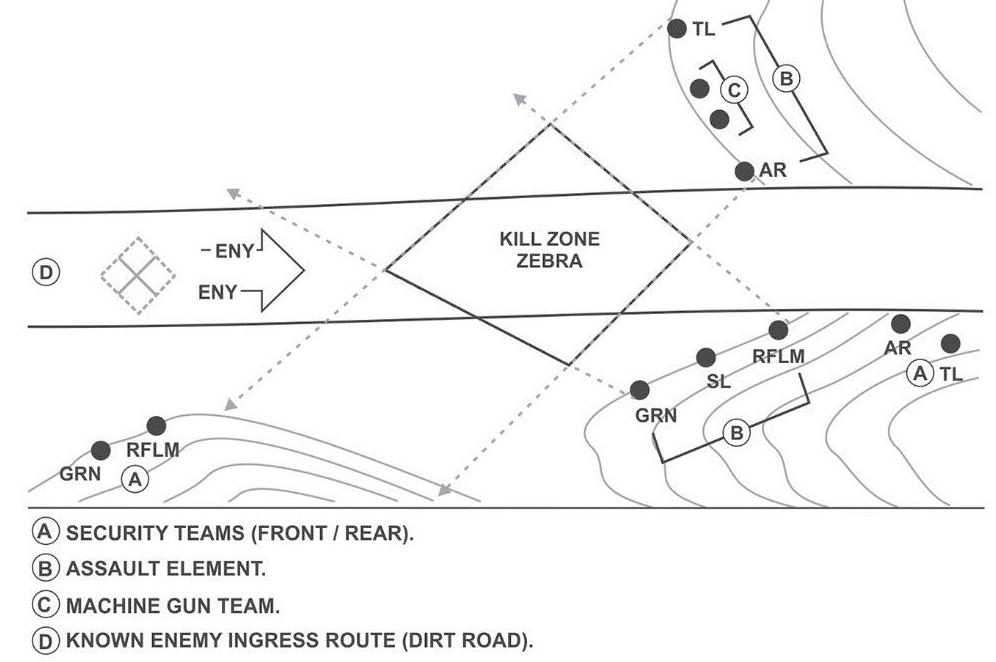 TL
B
C
AR
KILL ZONE
ZEBRA
D
ENY
ENY
RFLM
AR
SL
A TL
GRN
B
RFLM
GRN
A
A SECURITY TEAMS (FRONT / REAR).
B ASSAULT ELEMENT.
C MACHINE GUN TEAM.
D KNOWN ENEMY INGRESS ROUTE (DIRT ROAD).